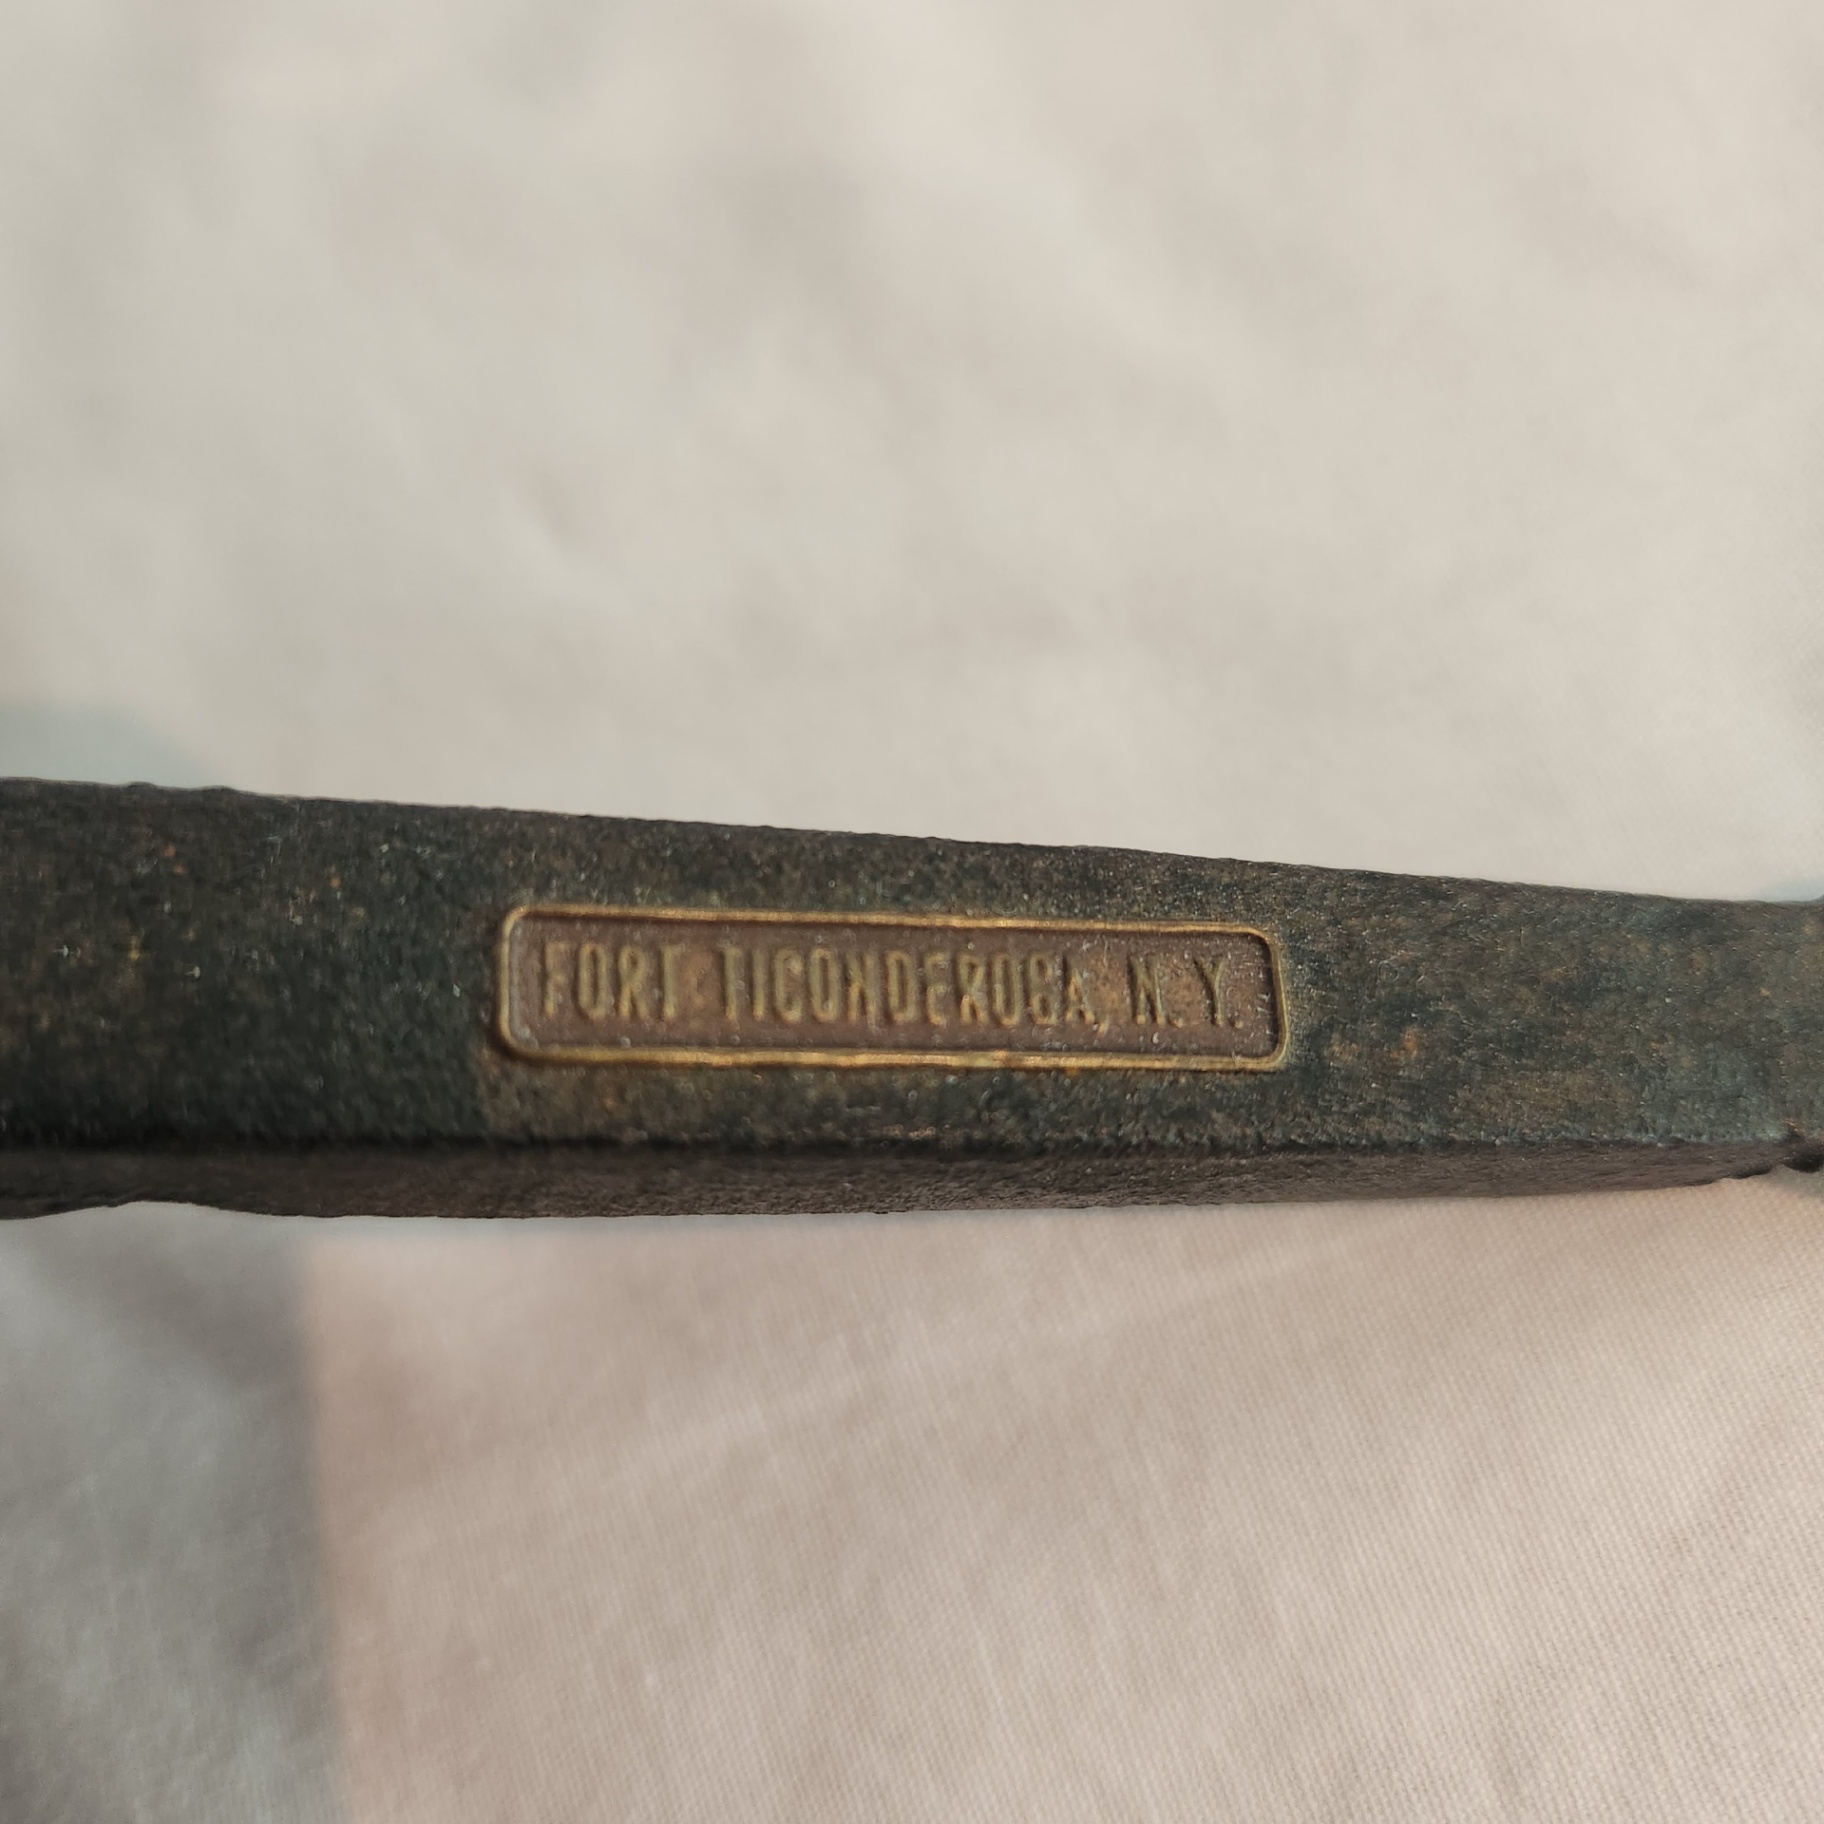 FORT TICONDEROGA, N. Y.